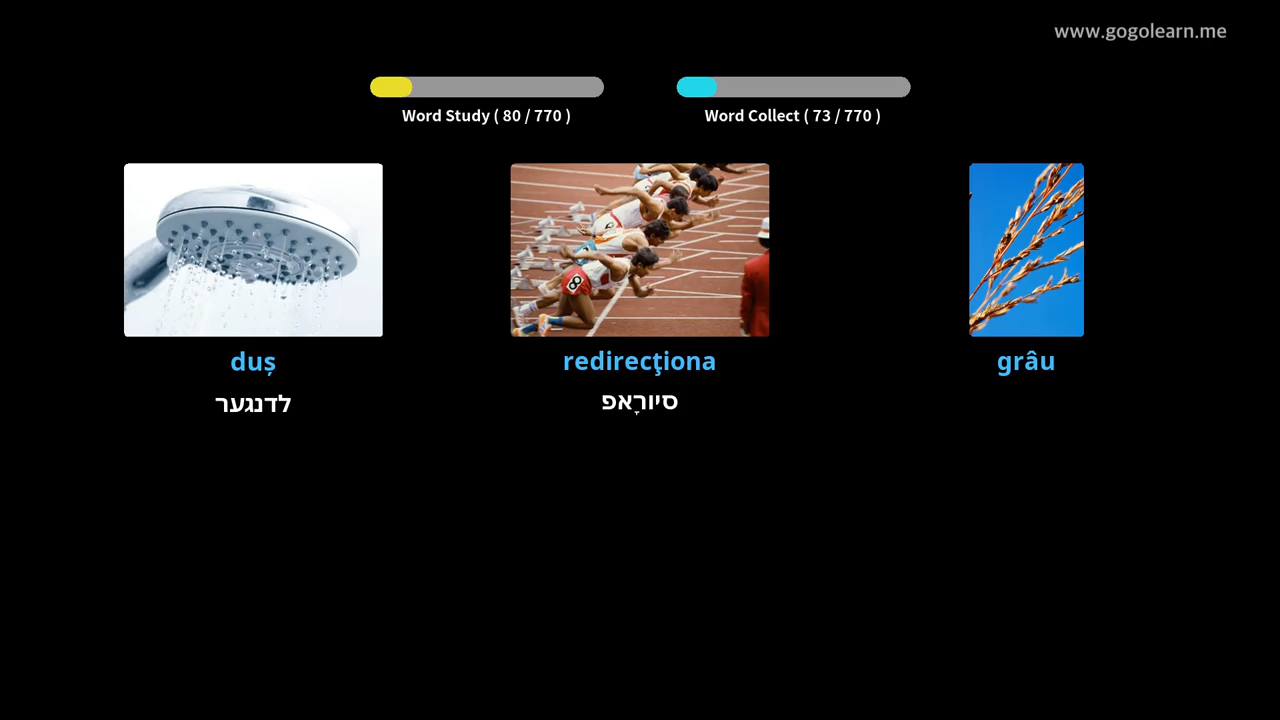 www.gogolearn.me
Word Study ( 80 / 770 )
Word Collect ( 73 / 770 )
duș
redirecţiona
grâu
לדנגער
סיורָאפ